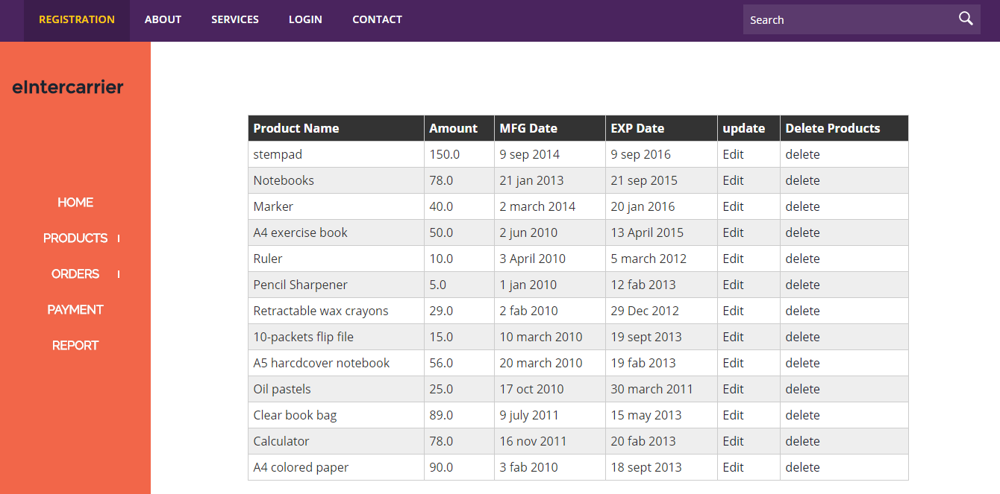 REGISTRATION ABOUT SERVICES LOGIN CONTACT Search
eIntercarrier
HOME
PRODUCTS
ORDERS
PAYMENT
REPORT
Product Name Amount MFG Date EXP Date update Delete Products
stempad 150.0 9 sep 2014 9 sep 2016 Edit delete
Notebooks 78.0 21 jan 2013 21 sep 2015 Edit delete
Marker 40.0 2 march 2014 20 jan 2016 Edit delete
A4 exercise book 50.0 2 jun 2010 13 April 2015 Edit delete
Ruler 10.0 3 April 2010 5 march 2012 Edit delete
Pencil Sharpener 5.0 1 jan 2010 12 fab 2013 Edit delete
Retractable wax crayons 29.0 2 fab 2010 29 Dec 2012 Edit delete
10-packets flip file 15.0 10 march 2010 19 sept 2013 Edit delete
A5 harcdcover notebook 56.0 20 march 2010 19 fab 2013 Edit delete
Oil pastels 25.0 17 oct 2010 30 march 2011 Edit delete
Clear book bag 89.0 9 july 2011 15 may 2013 Edit delete
Calculator 78.0 16 nov 2011 20 fab 2013 Edit delete
A4 colored paper 90.0 3 fab 2010 18 sept 2013 Edit delete